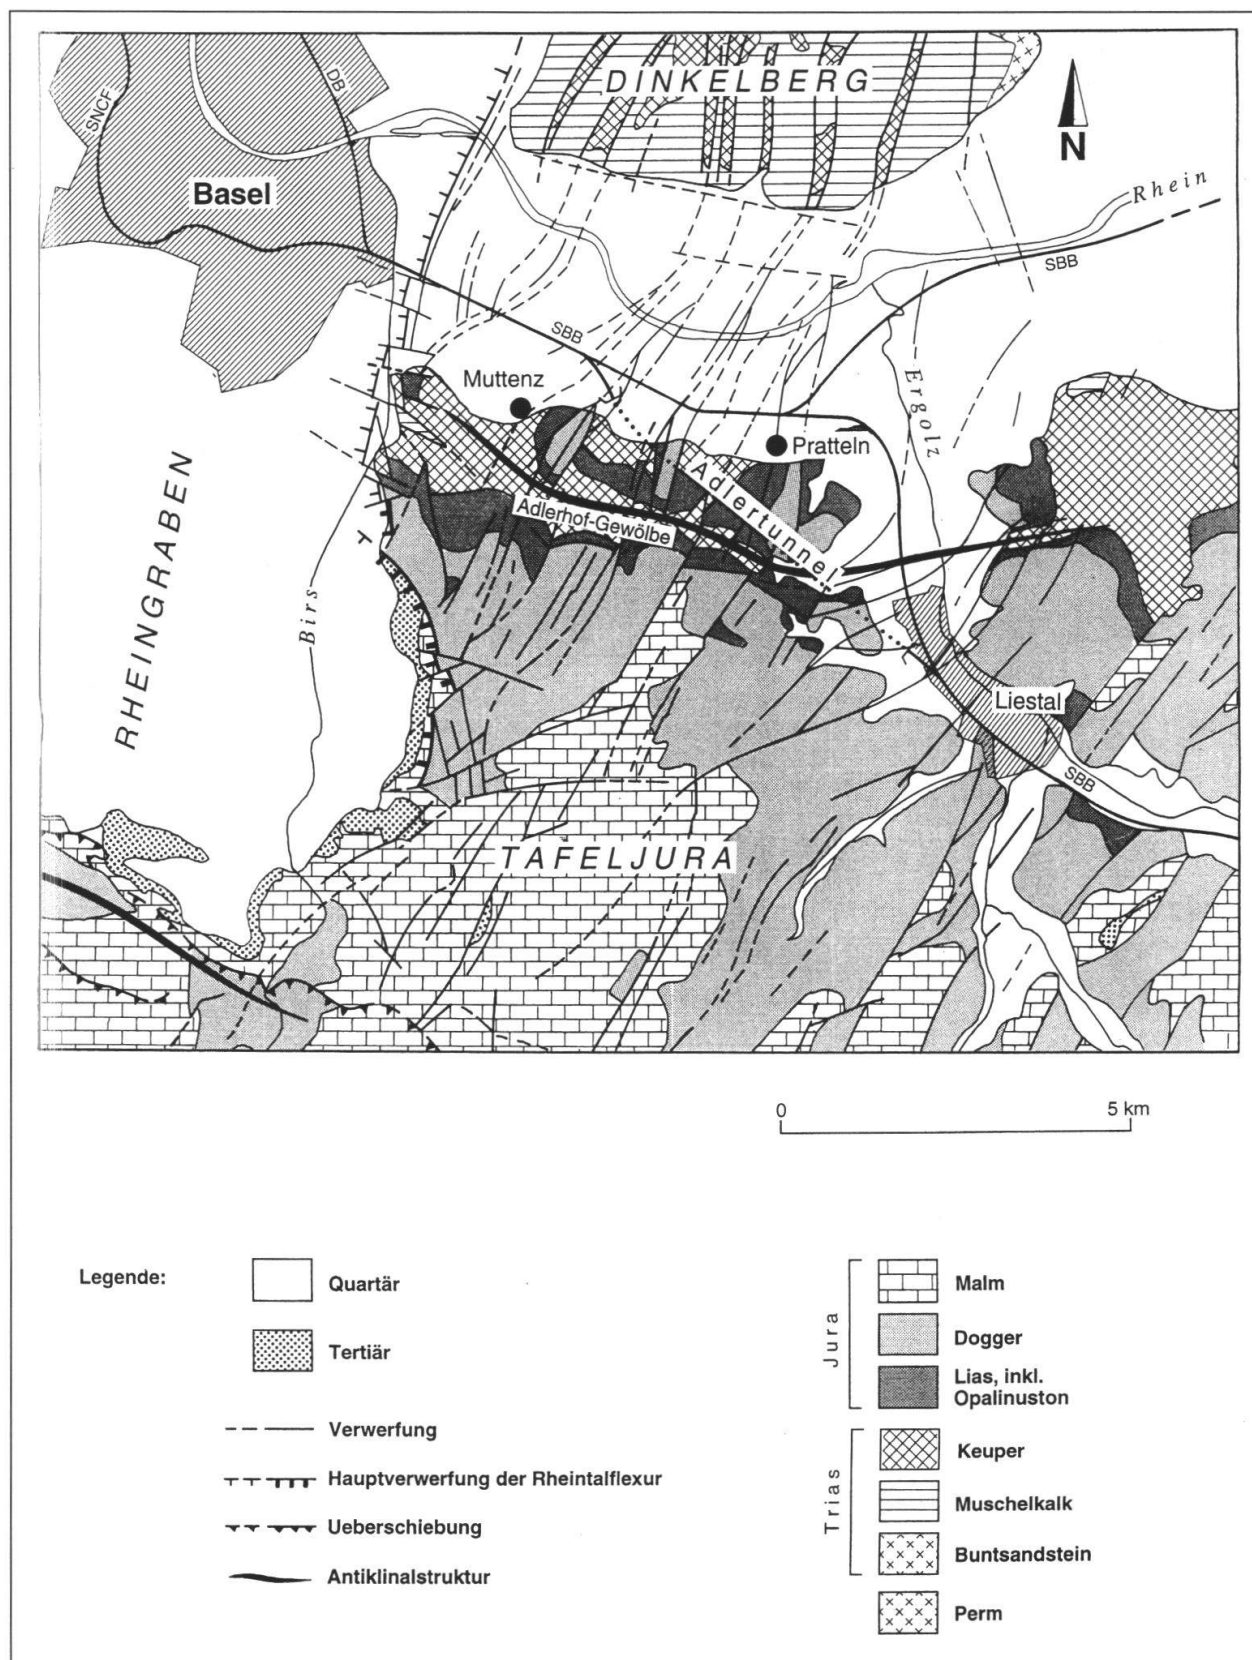 DINKELBERG
SNCF
DB
N
Basel
Rhein
SBB
SBB
Muttenz
Ergolz
Pratteln
Adlertunnel
Adlerhof-Gewölbe
RHEINGRABEN
Birs
Liestal
SBB
TAFELJURA
0 5 km
Legende:
Quartär
Tertiär
Verwerfung
Hauptverwerfung der Rheintalflexur
Ueberschiebung
Antiklinalstruktur
Jura
Malm
Dogger
Lias, inkl.
Opalinuston
Trias
Keuper
Muschelkalk
Buntsandstein
Perm